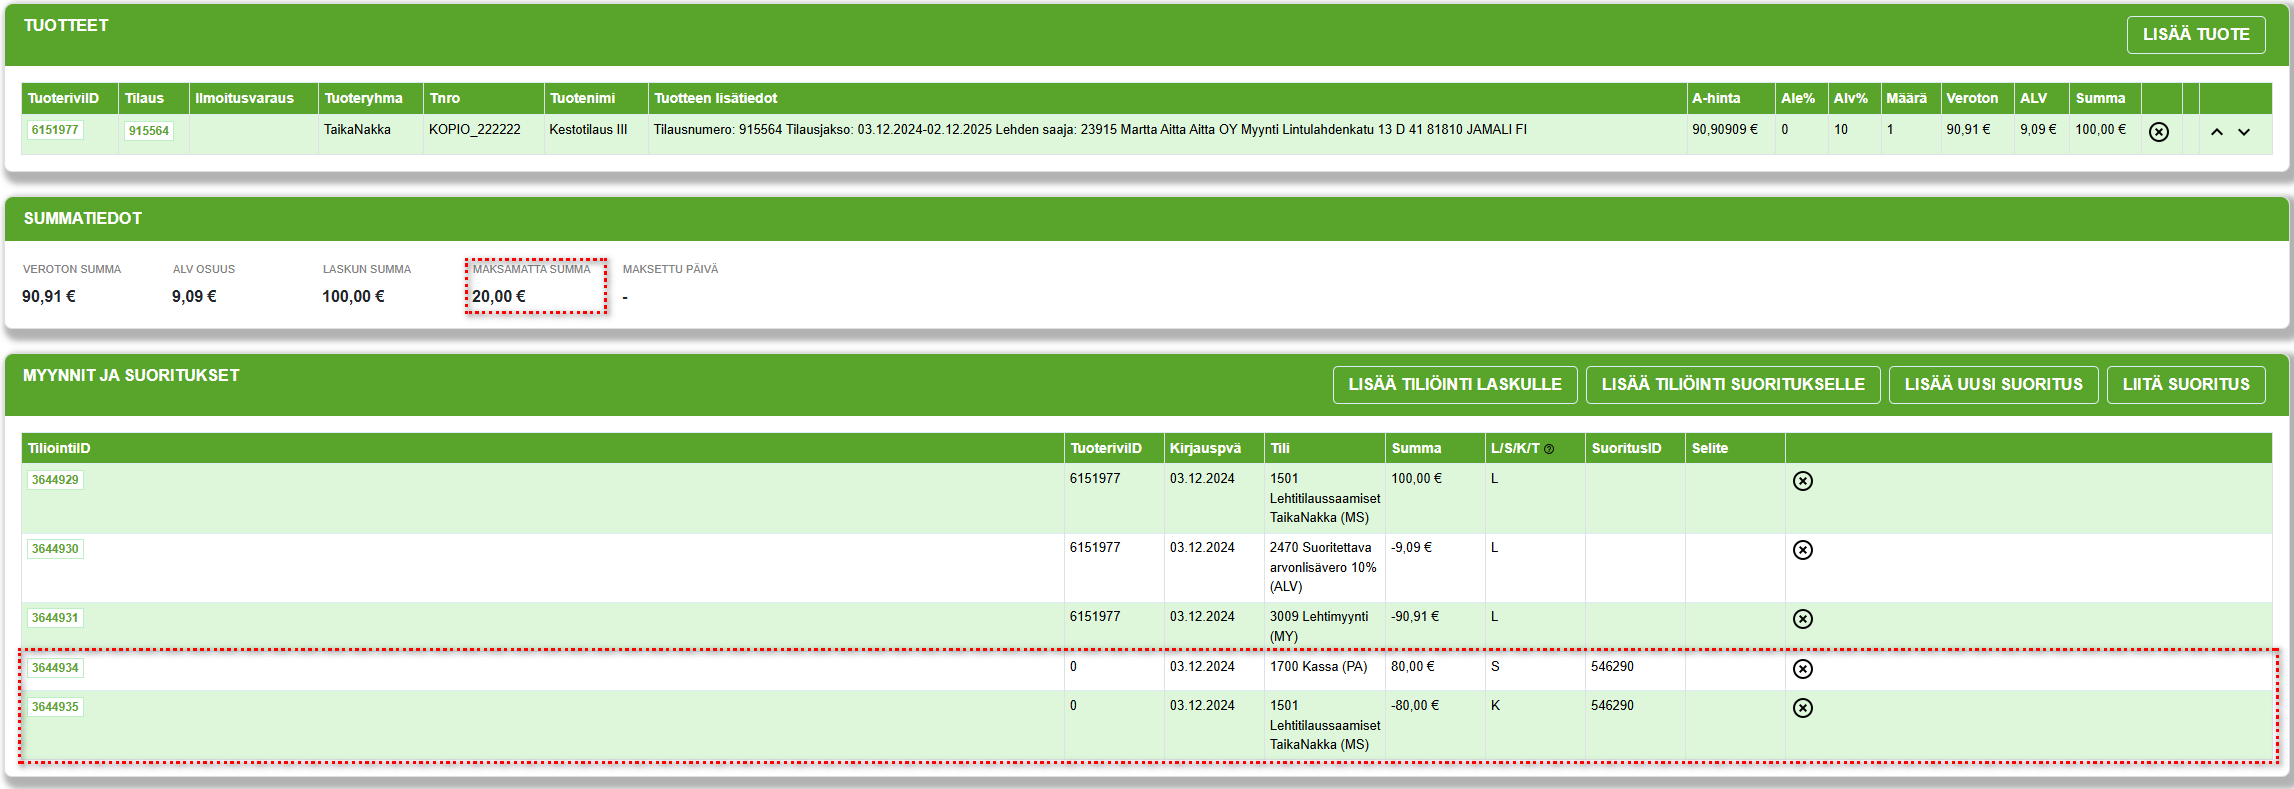 TUOTTEET
LISÄÄ TUOTE
TuoteriviID Tilaus Ilmoitusvaraus Tuoteryhma Tnro Tuotenimi Tuotteen lisätiedot A-hinta Ale% Alv% Määrä Veroton ALV Summa
6151977 915564 TaikaNakka KOPIO_222222 Kestotilaus III Tilausnumero: 915564 Tilausjakso: 03.12.2024-02.12.2025 Lehden saaja: 23915 Martta Aitta Aitta OY Myynti Lintulahdenkatu 13 D 41 81810 JAMALI FI 90,90909 € 0 10 1 90,91 € 9,09 € 100,00 €
SUMMATIEDOT
VEROTON SUMMA ALV OSUUS LASKUN SUMMA MAKSAMATTA SUMMA MAKSETTU PÄIVÄ
90,91 € 9,09 € 100,00 € 20,00 € -
MYYNNIT JA SUORITUKSET
LISÄÄ TILIÖINTI LASKULLE LISÄÄ TILIÖINTI SUORITUKSELLE LISÄÄ UUSI SUORITUS LIITÄ SUORITUS
TiliointiID TuoteriviID Kirjauspvä Tili Summa L/S/K/T SuoritusID Selite
3644929 6151977 03.12.2024 1501 100,00 € L
Lehtitilaussaamiset
TaikaNakka (MS)
3644930 6151977 03.12.2024 2470 Suoritettava -9,09 € L
arvonlisävero 10%
(ALV)
3644931 6151977 03.12.2024 3009 Lehtimyynti -90,91 € L
(MY)
3644934 0 03.12.2024 1700 Kassa (PA) 80,00 € S 546290
3644935 0 03.12.2024 1501 -80,00 € K 546290
Lehtitilaussaamiset
TaikaNakka (MS)